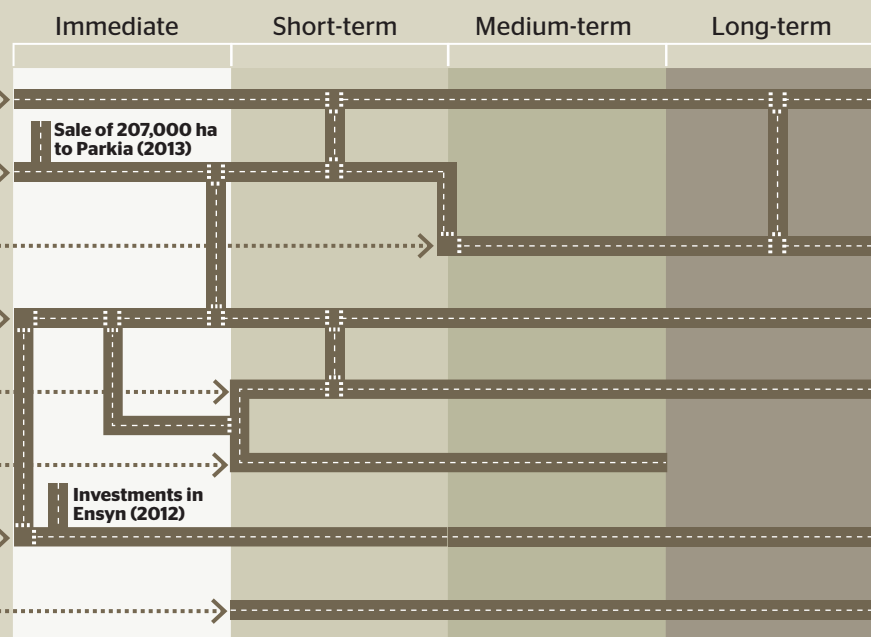 Immediate Short-term Medium-term Long-term
Sale of 207,000 ha
to Parkia (2013)
Investments in
Ensyn (2012)